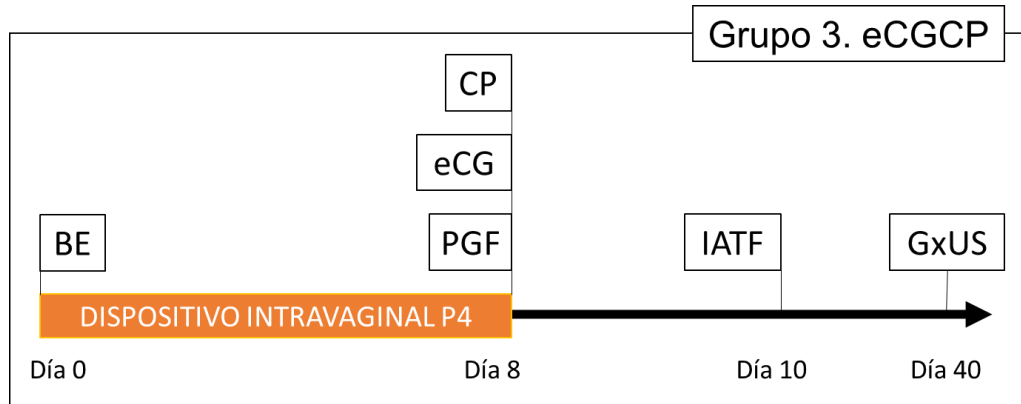 Grupo 3. eCGCP
CP
eCG
BE
PGF
IATF
GxUS
DISPOSITIVO INTRAVAGINAL P4
Día 0
Día 8
Día 10
Día 40